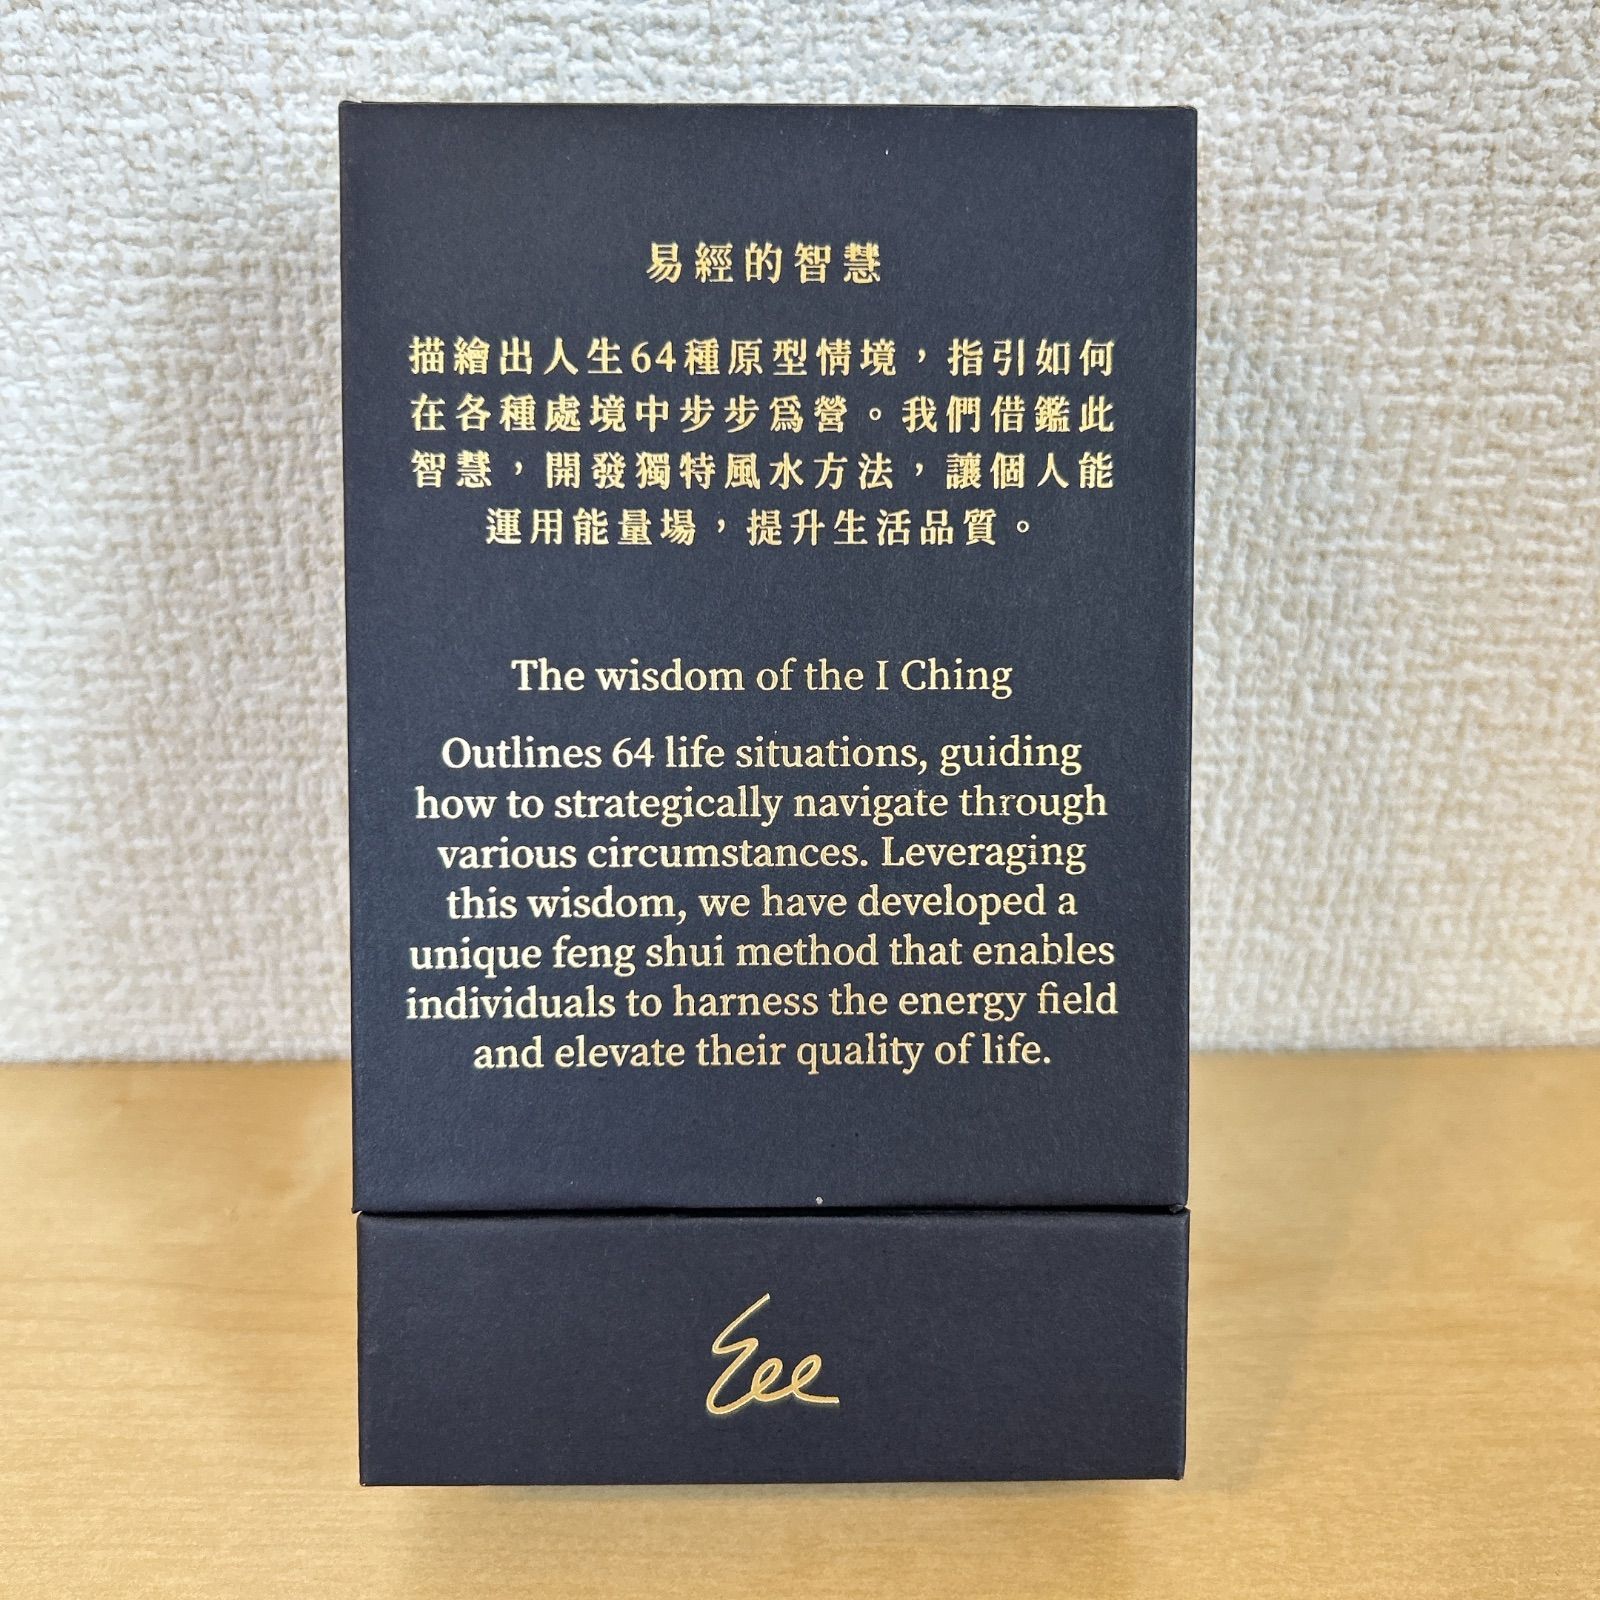 易經的智慧
描繪出人生64種原型情境，指引如何
在各種處境中步步為營。我們借鑑此
智慧，開發獨特風水方法，讓個人能
運用能量場，提升生活品質。
The wisdom of the I Ching
Outlines 64 life situations, guiding
how to strategically navigate through
various circumstances. Leveraging
this wisdom, we have developed a
unique feng shui method that enables
individuals to harness the energy field
and elevate their quality of life.